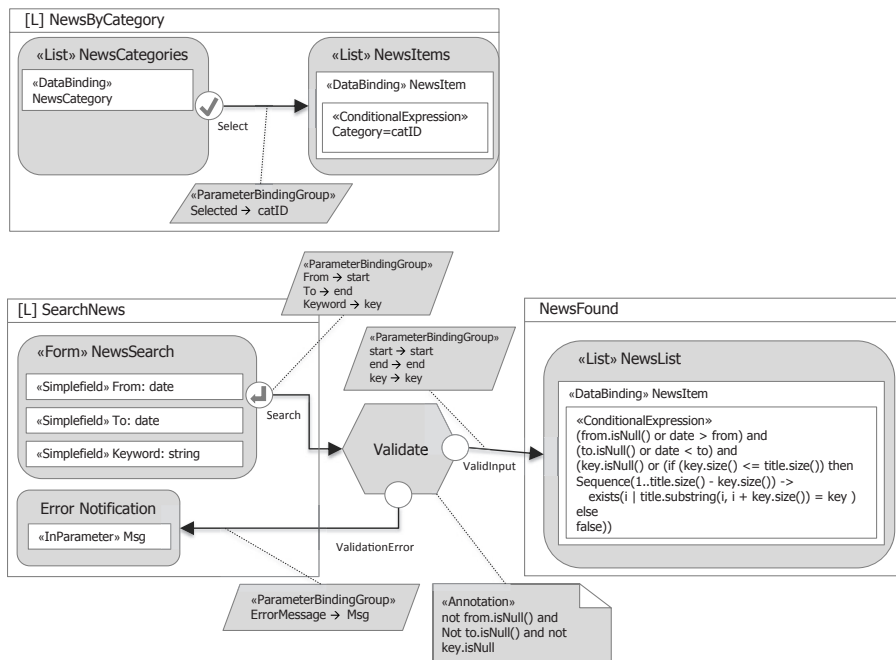 [L] NewsByCategory
«List» NewsCategories
«DataBinding»
NewsCategory
Select
«List» NewsItems
«DataBinding» NewsItem
«ConditionalExpression»
Category=catID
«ParameterBindingGroup»
Selected → catID
«ParameterBindingGroup»
From → start
To → end
Keyword → key
[L] SearchNews
«Form» NewsSearch
«Simplefield» From: date
«Simplefield» To: date
«Simplefield» Keyword: string
Search
«ParameterBindingGroup»
start → start
end → end
key → key
Validate
ValidInput
ValidationError
Error Notification
«InParameter» Msg
«ParameterBindingGroup»
ErrorMessage → Msg
«Annotation»
not from.isNull() and
Not to.isNull() and not
key.isNull
NewsFound
«List» NewsList
«DataBinding» NewsItem
«ConditionalExpression»
(from.isNull() or date > from) and
(to.isNull() or date < to) and
(key.isNull() or (if (key.size() <= title.size()) then
Sequence(1..title.size() - key.size()) ->
exists(i | title.substring(i, i + key.size()) = key )
else
false))